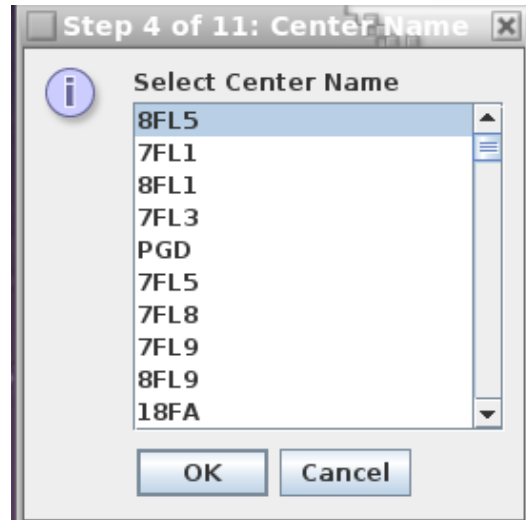 Step 4 of 11: Center Name
i
Select Center Name
8FL5
7FL1
8FL1
7FL3
PGD
7FL5
7FL8
7FL9
8FL9
18FA
OK
Cancel